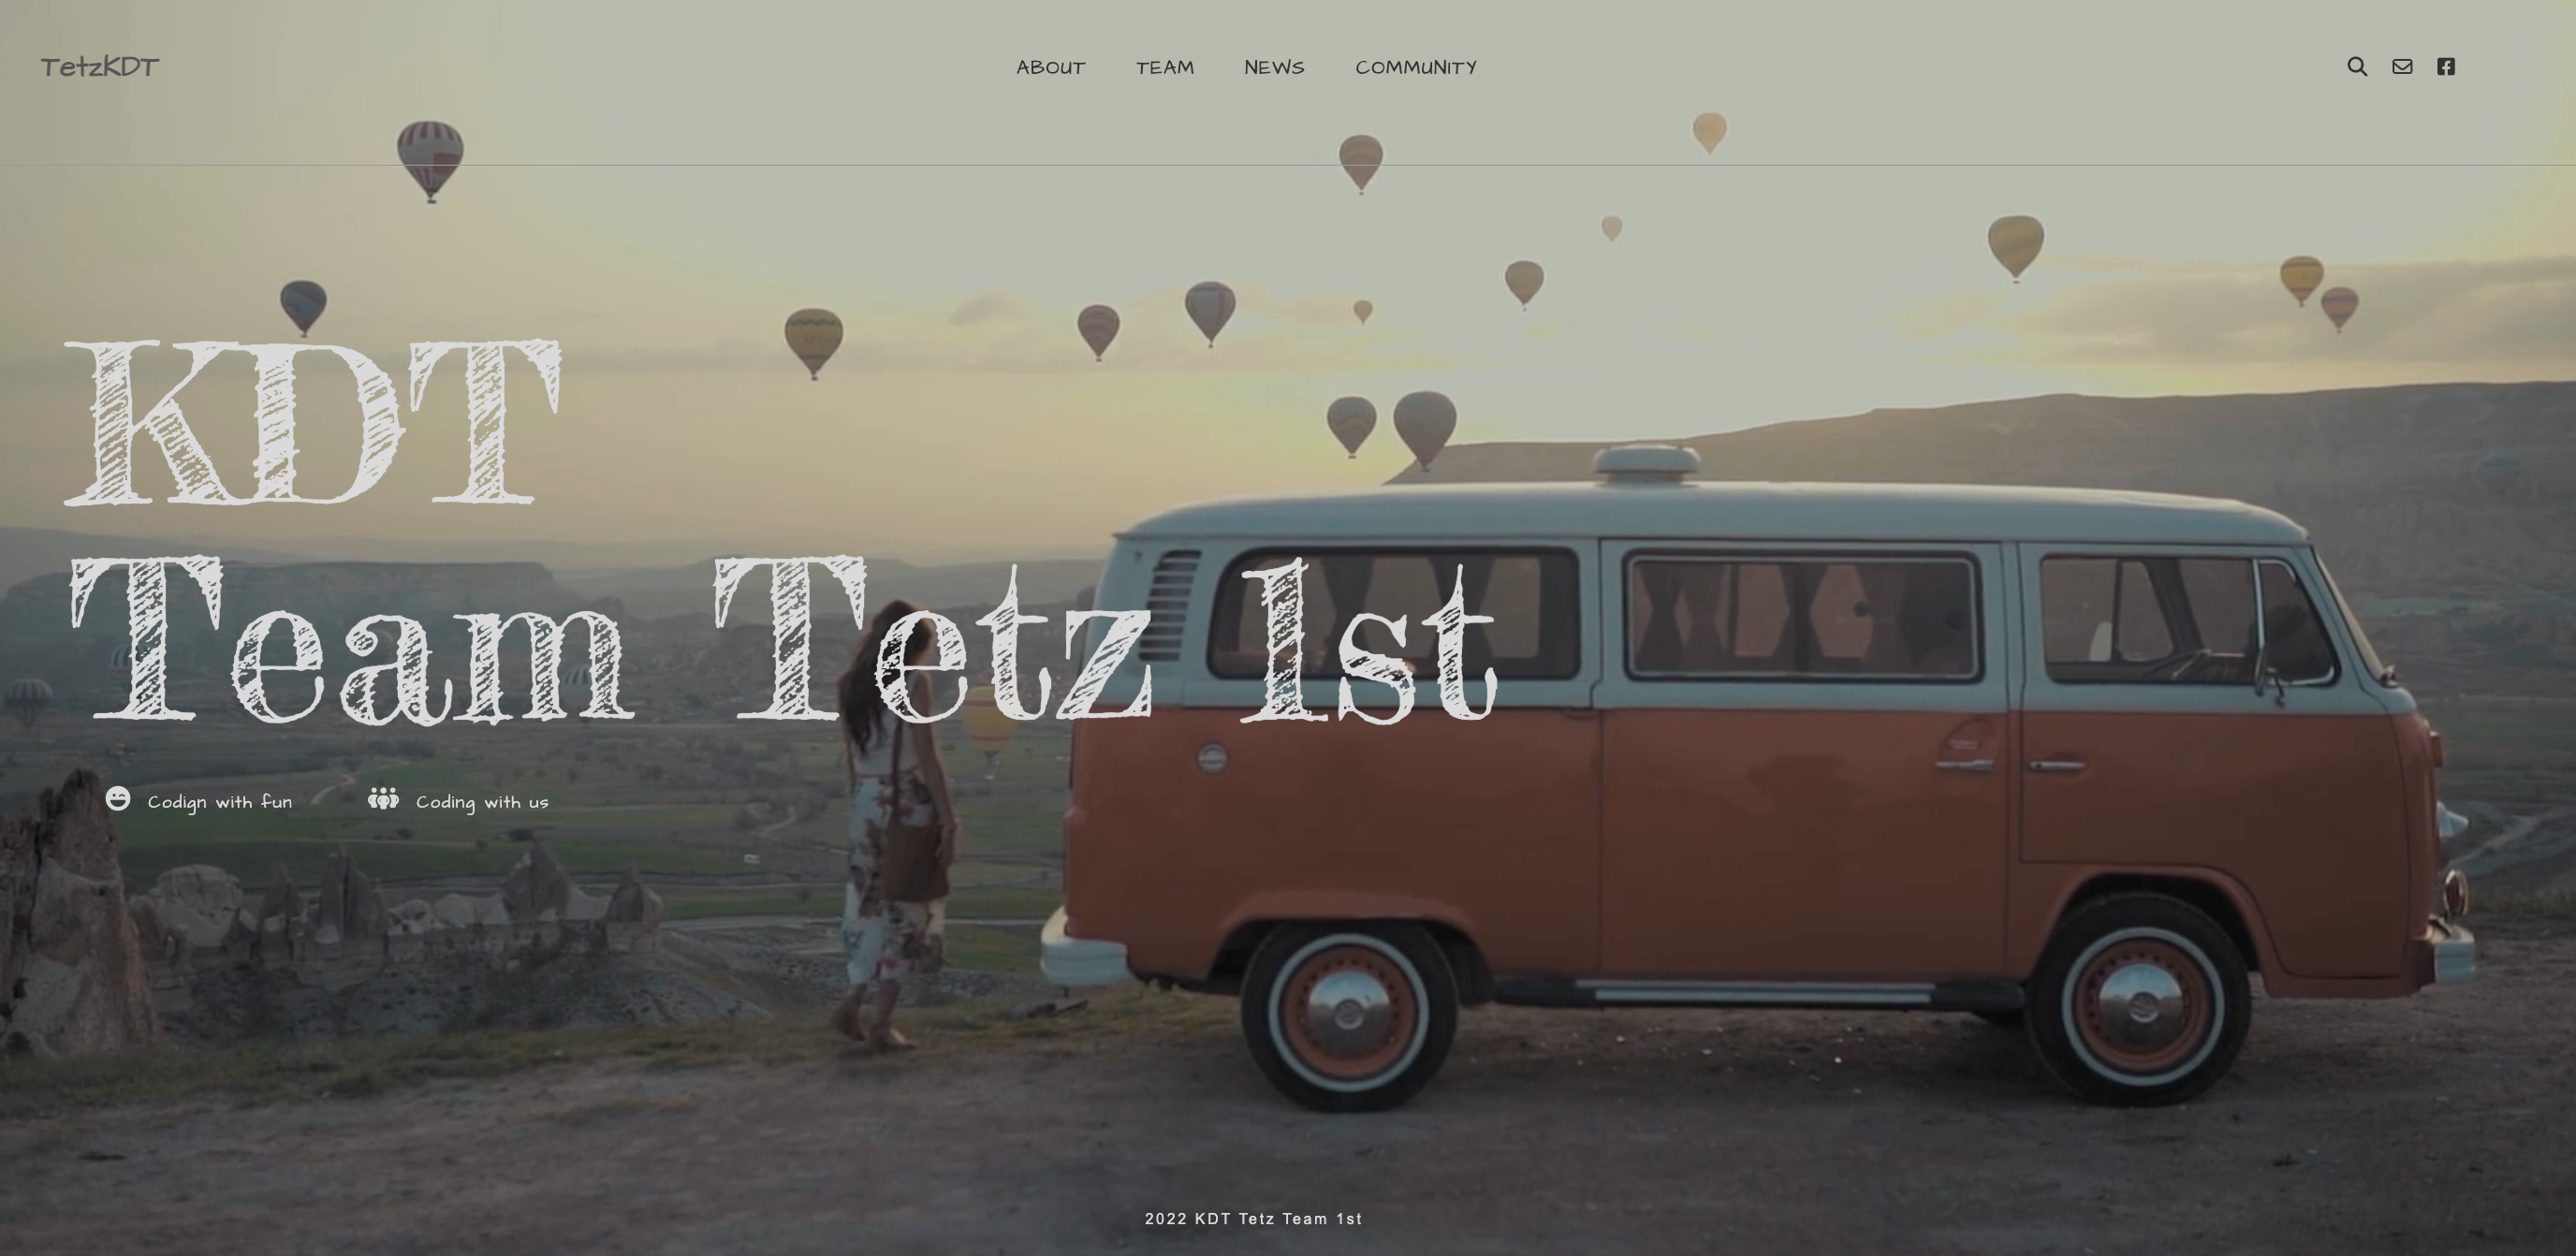 TetzKDT
ABOUT TEAM NEWS COMMUNITY
KDT
Team Tetz 1st
Codign with fun
Coding with us
2022 KDT Tetz Team 1st